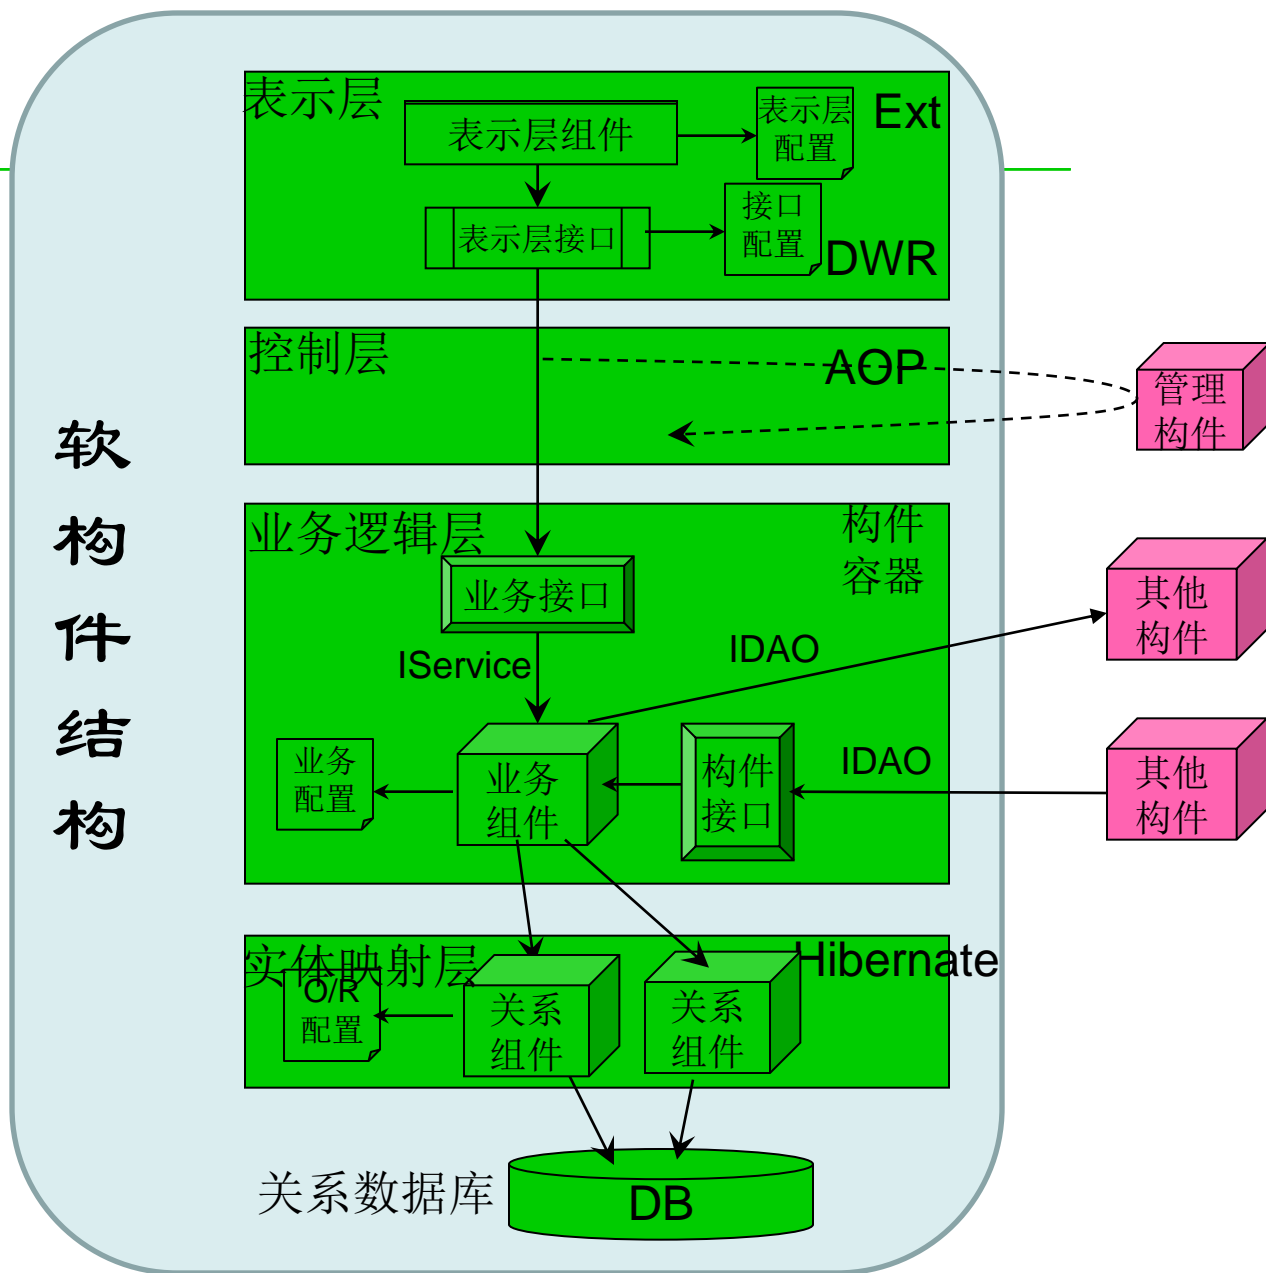 表示层
表示层组件
表示层
配置
Ext
表示层接口
接口
配置
DWR
控制层
AOP
管理
构件
软
构
件
结
构
业务逻辑层
构件
容器
业务接口
IService
IDAO
其他
构件
业务
配置
业务
组件
构件
接口
IDAO
其他
构件
实体映射层
Hibernate
O/R
配置
关系
组件
关系
组件
关系数据库
DB